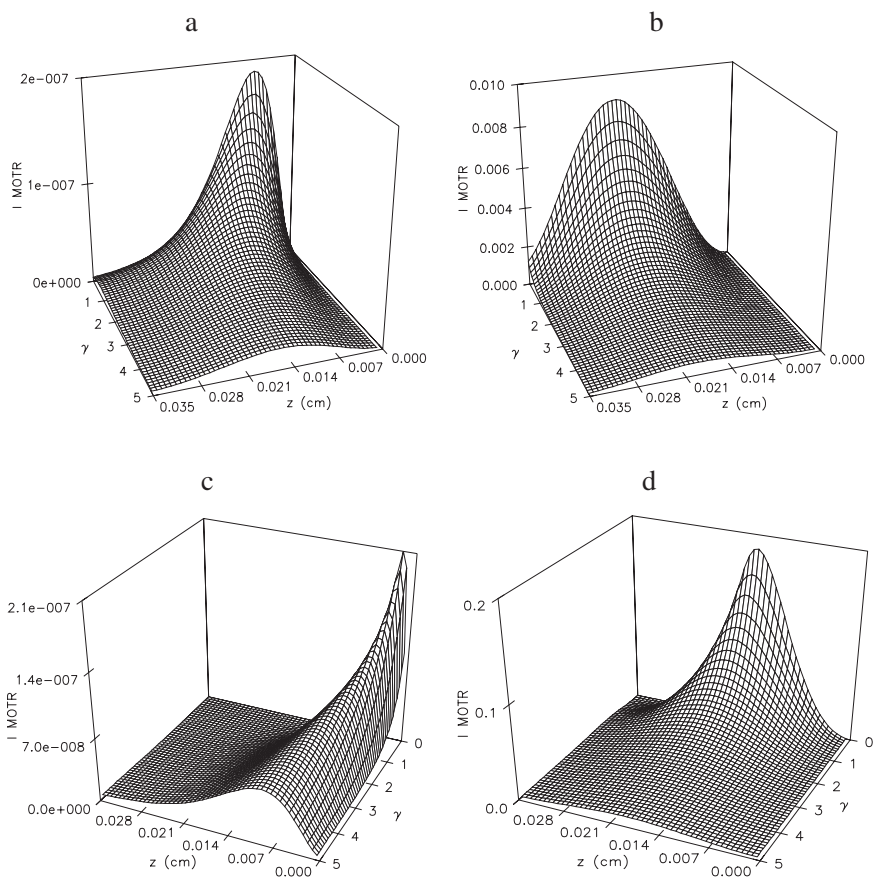 a
2e-007
1e-007
0e+000
I MOTR
1
2
3
4
5
γ
0.035
0.028
0.021
0.014
0.007
0.000
z (cm)
b
0.010
0.008
0.006
0.004
0.002
0.000
I MOTR
1
2
3
4
5
γ
0.035
0.028
0.021
0.014
0.007
0.000
z (cm)
c
2.1e-007
1.4e-007
7.0e-008
0.0e+000
I MOTR
0.028
0.021
0.014
0.007
0.000
z (cm)
0
1
2
3
4
5
γ
d
0.2
0.1
0.0
I MOTR
0.028
0.021
0.014
0.007
0.000
z (cm)
0
1
2
3
4
5
γ